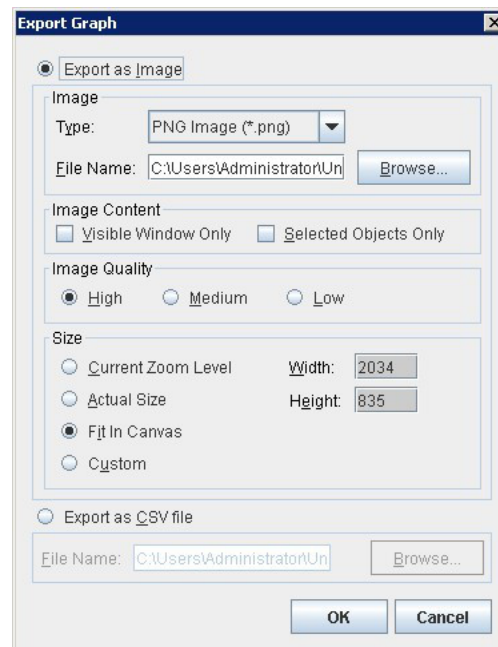 Export Graph
Export as Image
Image
Type: PNG Image (*.png)
File Name: C:\Users\Administrator\Un Browse...
Image Content
Visible Window Only Selected Objects Only
Image Quality
High Medium Low
Size
Current Zoom Level Width: 2034
Actual Size Height: 835
Fit In Canvas
Custom
Export as CSV file
File Name: C:\Users\Administrator\Un Browse...
OK Cancel